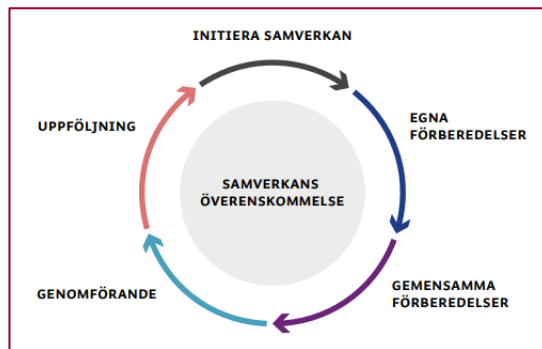 INITIERA SAMVERKAN
EGNA
FÖRBEREDELSER
UPPFÖLJNING
SAMVERKANS
ÖVERENSKOMMELSE
GENOMFÖRANDE
GEMENSAMMA
FÖRBEREDELSER